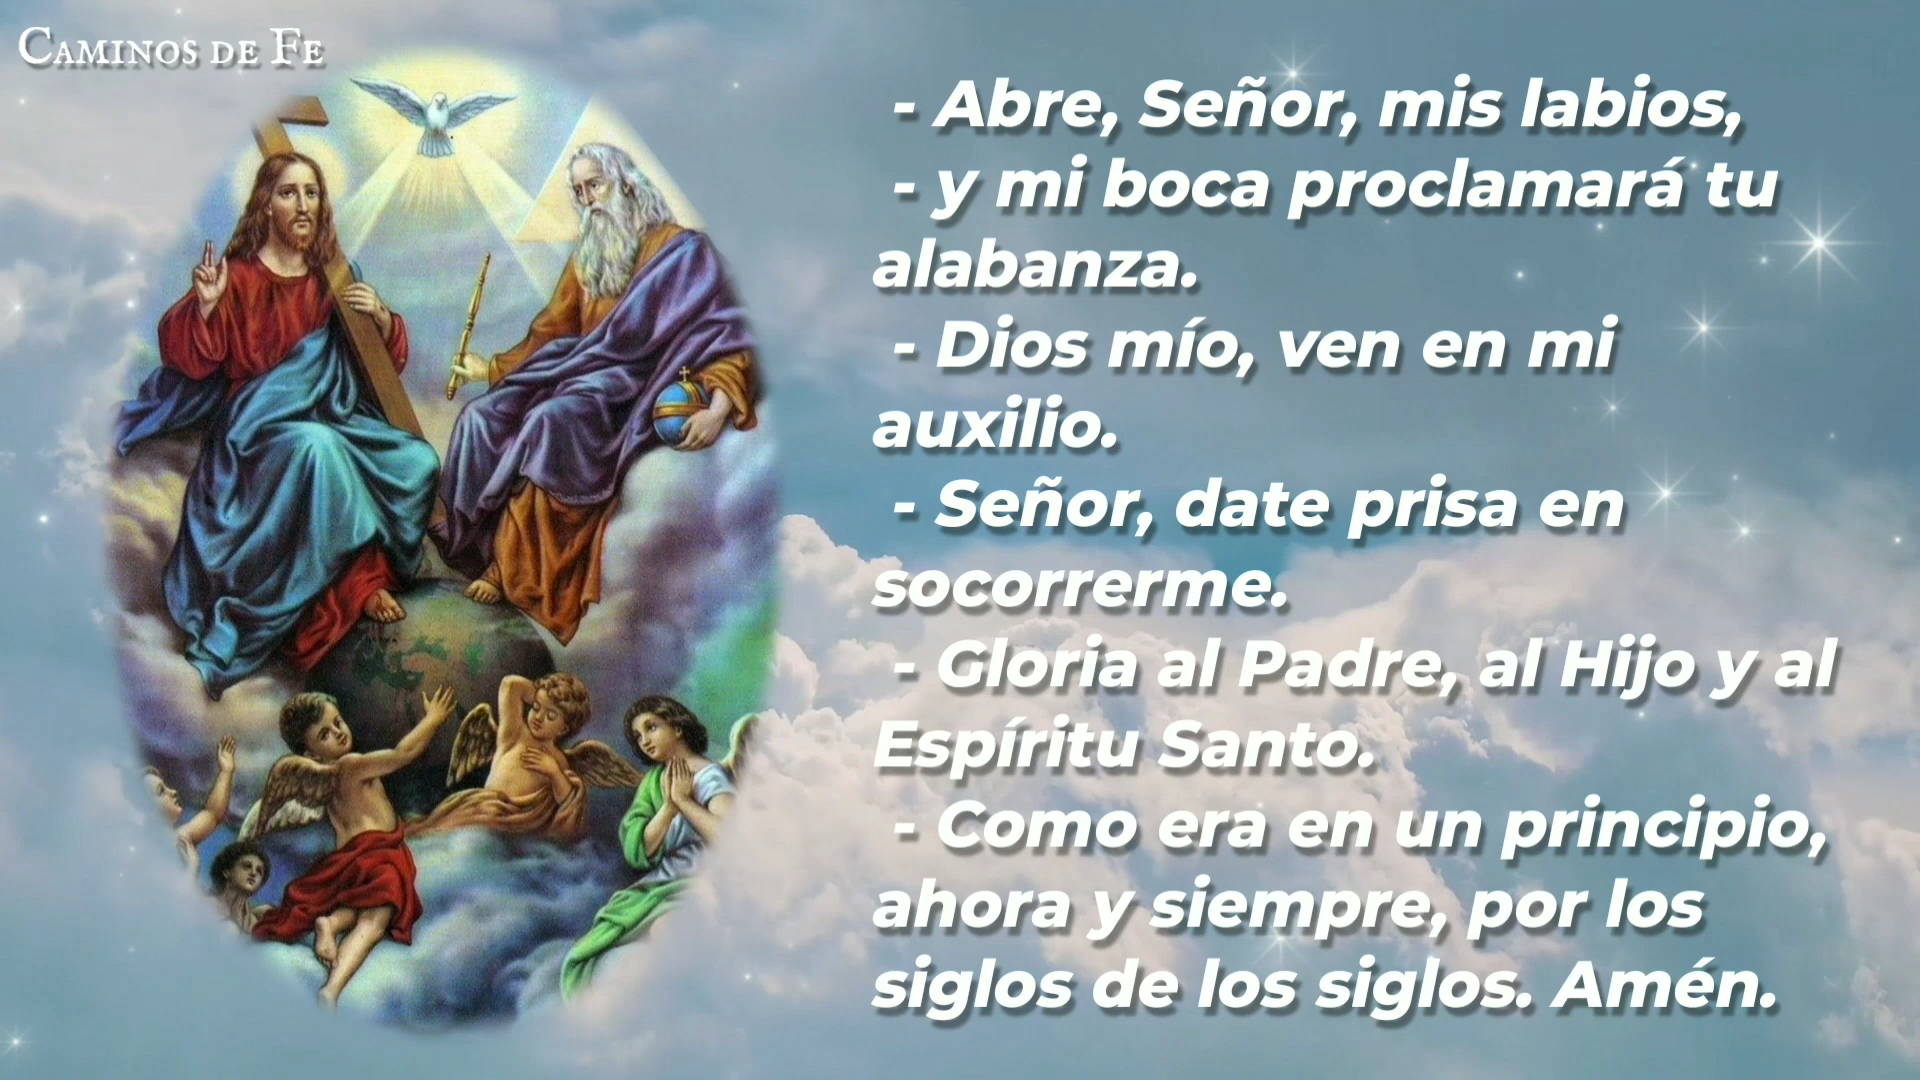 Caminos de Fe
- Abre, Señor, mis labios,
- y mi boca proclamará tu
alabanza.
- Dios mío, ven en mi
auxilio.
- Señor, date prisa en
socorrerme.
- Gloria al Padre, al Hijo y al
Espíritu Santo.
- Como era en un principio,
ahora y siempre, por los
siglos de los siglos. Amén.